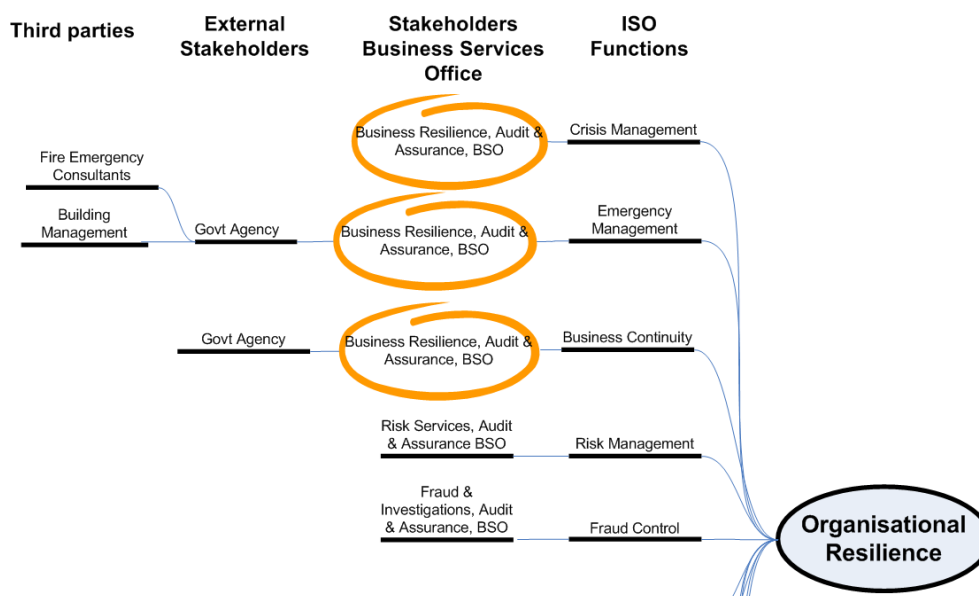 Third parties
External
Stakeholders
Stakeholders
Business Services
Office
ISO
Functions
Business Resilience, Audit &
Assurance, BSO
Crisis Management
Fire Emergency
Consultants
Building
Management
Govt Agency
Business Resilience, Audit &
Assurance, BSO
Emergency
Management
Govt Agency
Business Resilience, Audit &
Assurance, BSO
Business Continuity
Risk Services, Audit
& Assurance BSO
Risk Management
Fraud &
Investigations, Audit
& Assurance, BSO
Fraud Control
Organisational
Resilience